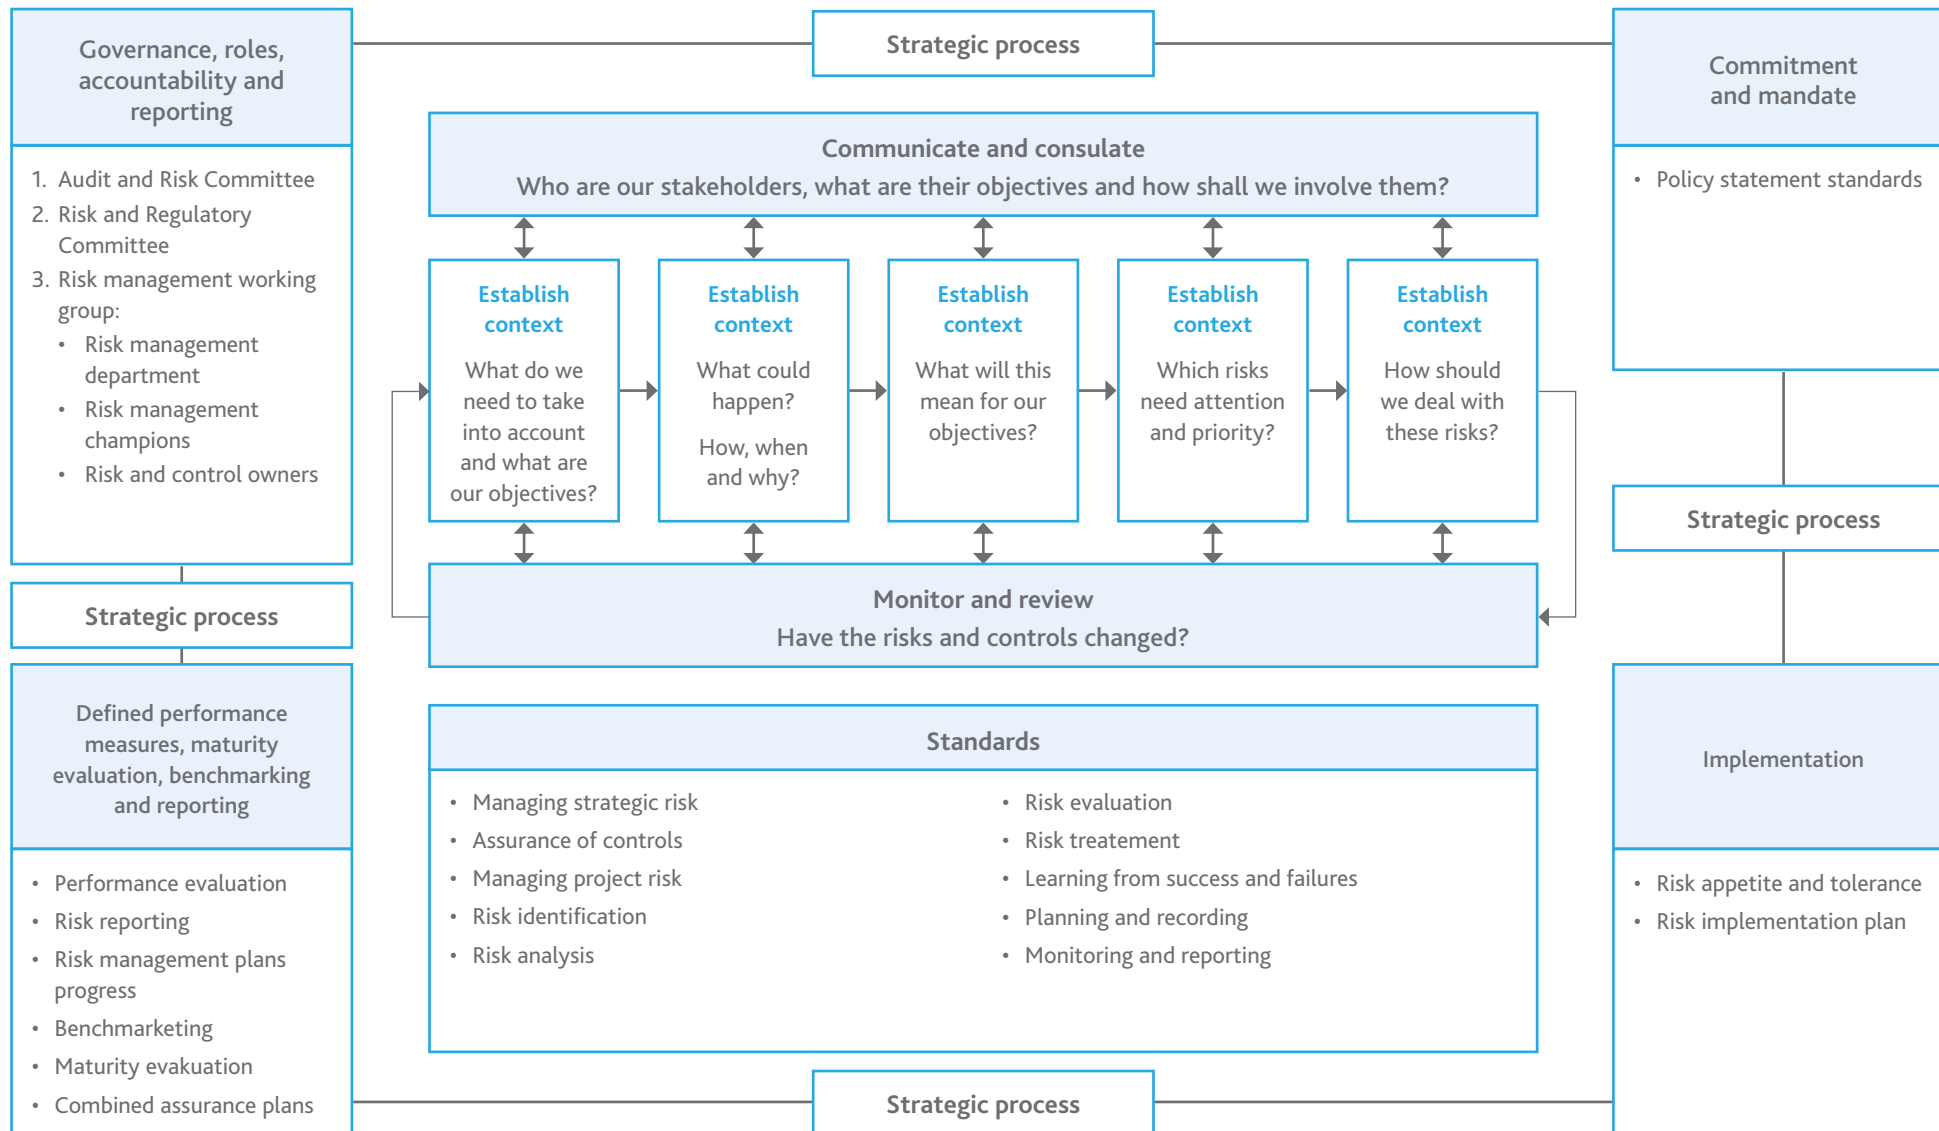 Governance, roles,
accountability and
reporting
1. Audit and Risk Committee
2. Risk and Regulatory
Committee
3. Risk management working
group:
• Risk management
department
• Risk management
champions
• Risk and control owners
Strategic process
Commitment
and mandate
• Policy statement standards
Communicate and consulate
Who are our stakeholders, what are their objectives and how shall we involve them?
Establish
context
What do we
need to take
into account
and what are
our objectives?
Establish
context
What could
happen?
How, when
and why?
Establish
context
What will this
mean for our
objectives?
Establish
context
Which risks
need attention
and priority?
Establish
context
How should
we deal with
these risks?
Strategic process
Strategic process
Monitor and review
Have the risks and controls changed?
Defined performance
measures, maturity
evaluation, benchmarking
and reporting
• Performance evaluation
• Risk reporting
• Risk management plans
progress
• Benchmarketing
• Maturity evakuation
• Combined assurance plans
Standards
• Managing strategic risk
• Assurance of controls
• Managing project risk
• Risk identification
• Risk analysis
• Risk evaluation
• Risk treatement
• Learning from success and failures
• Planning and recording
• Monitoring and reporting
Implementation
• Risk appetite and tolerance
• Risk implementation plan
Strategic process